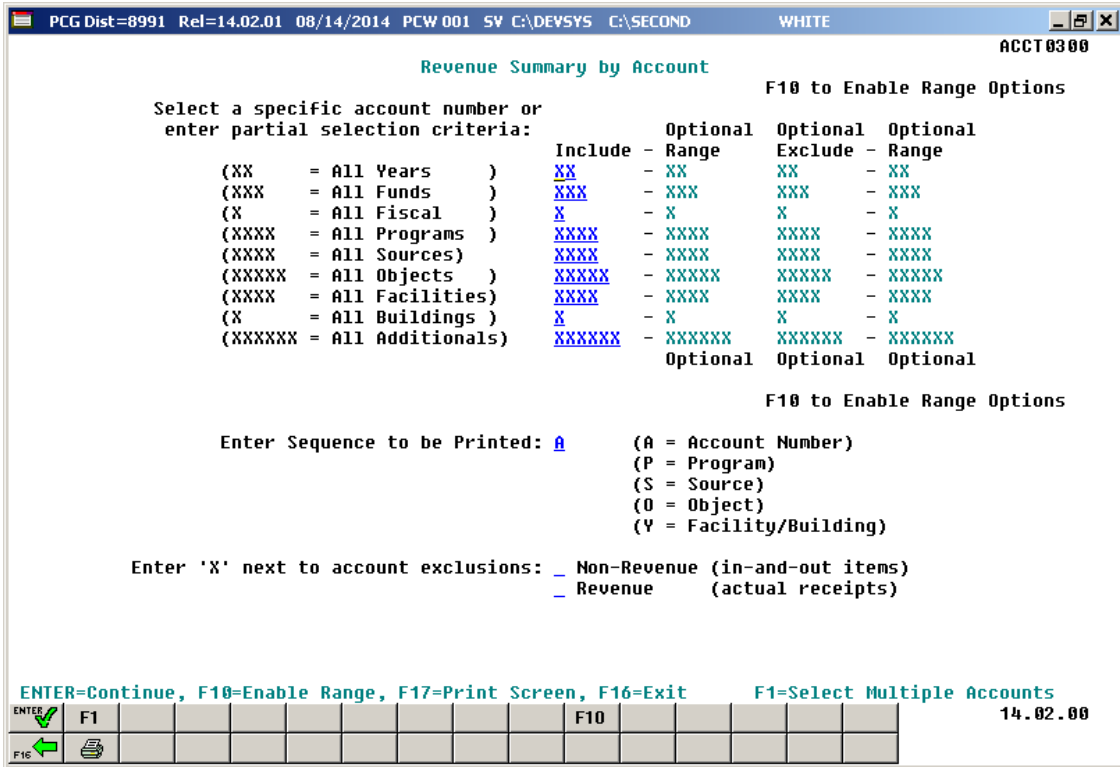 PCG Dist=8991 Rel=14.02.01 08/14/2014 PCW 001 SV C:\DEVSYS C:\SECOND WHITE
ACCT0300
Revenue Summary by Account
F10 to Enable Range Options
Select a specific account number or
enter partial selection criteria: Optional Optional Optional
Include - Range Exclude - Range
(XX = All Years ) XX - XX XX - XX
(XXX = All Funds ) XXX - XXX XXX - XXX
(X = All Fiscal ) X - X X - X
(XXXX = All Programs ) XXXX - XXXX XXXX - XXXX
(XXXX = All Sources) XXXX - XXXX XXXX - XXXX
(XXXXX = All Objects ) XXXXX - XXXXX XXXXX - XXXXX
(XXXX = All Facilities) XXXX - XXXX XXXX - XXXX
(X = All Buildings ) X - X X - X
(XXXXXX = All Additionals) XXXXXX - XXXXXX XXXXXX - XXXXXX
Optional Optional Optional
F10 to Enable Range Options
Enter Sequence to be Printed: A (A = Account Number)
(P = Program)
(S = Source)
(O = Object)
(Y = Facility/Building)
Enter 'X' next to account exclusions: _ Non-Revenue (in-and-out items)
_ Revenue (actual receipts)
ENTER=Continue, F10=Enable Range, F17=Print Screen, F16=Exit F1=Select Multiple Accounts
ENTER F1 F10 14.02.00
F16